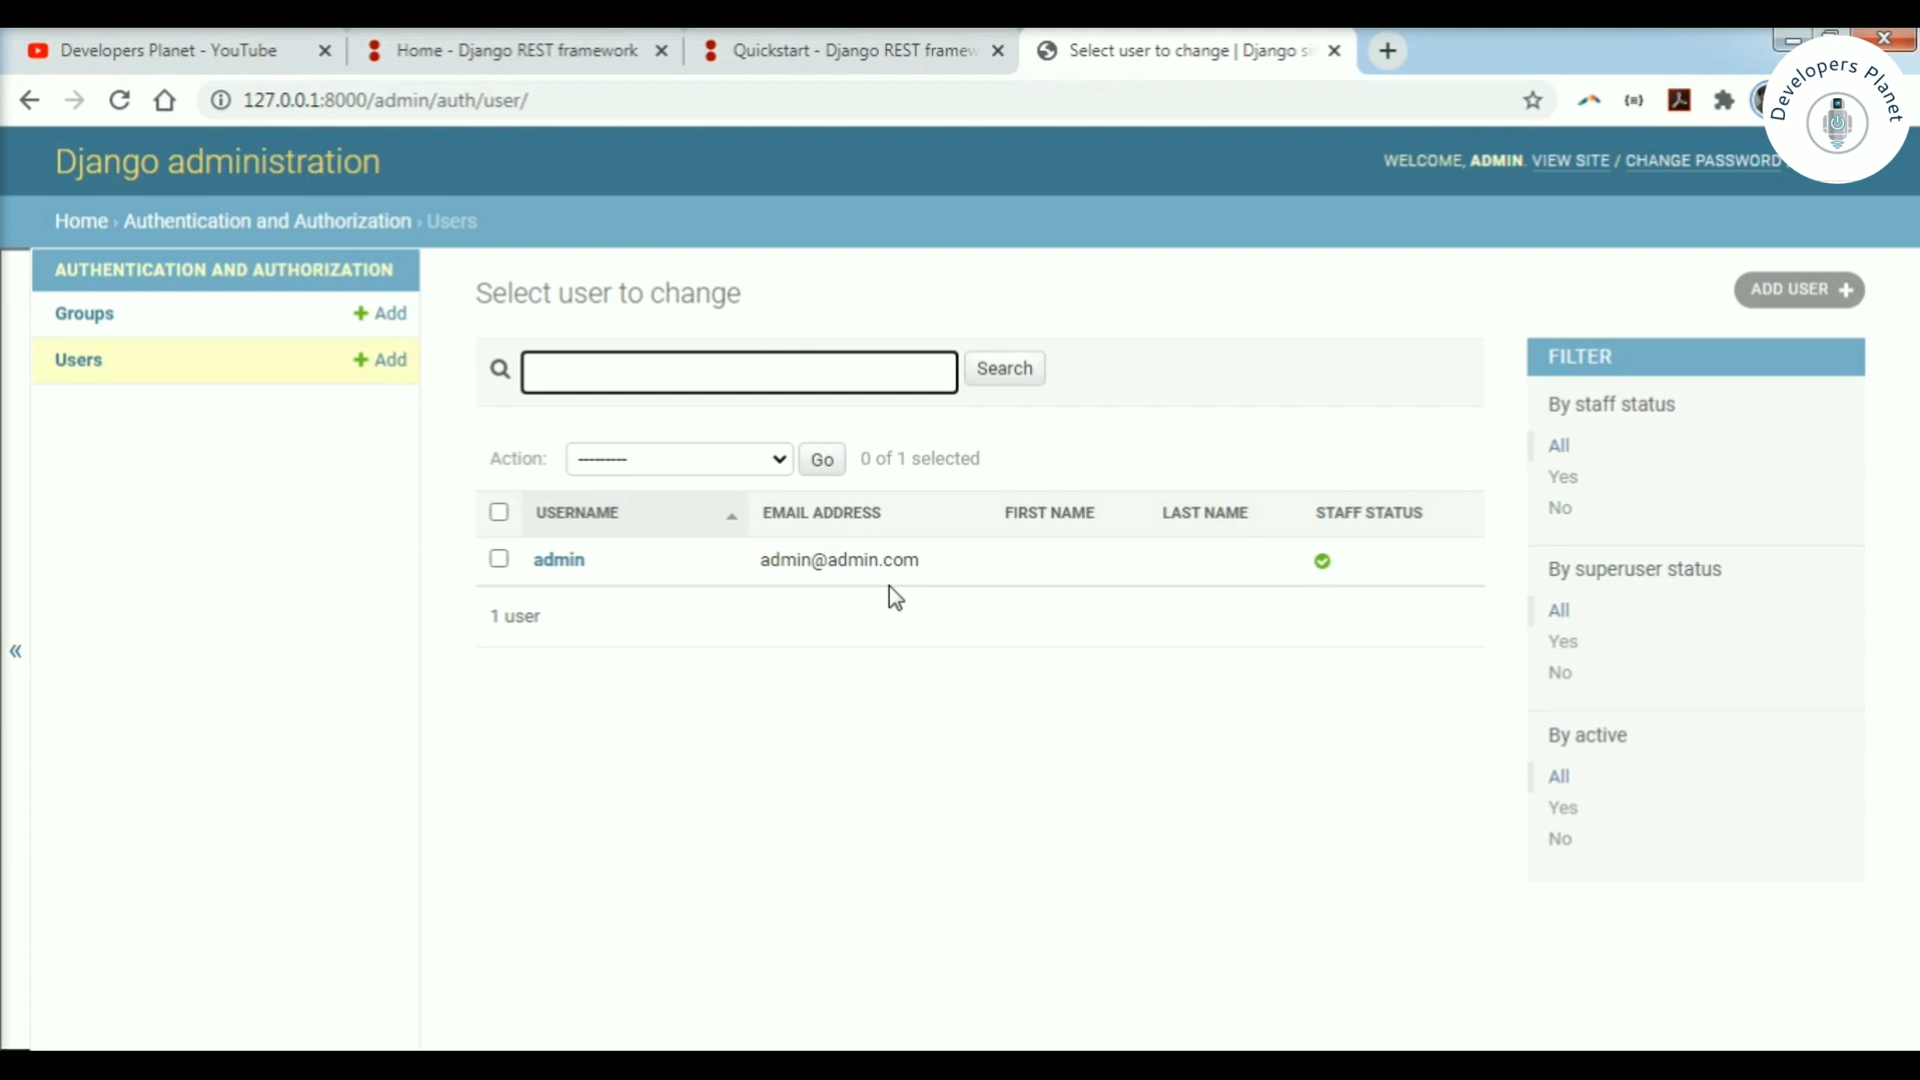 Developers Planet - YouTube
Home - Django REST framework
Quickstart - Django REST framew
Select user to change | Django si
127.0.0.1:8000/admin/auth/user/
Developers Planet
Django administration
WELCOME, ADMIN. VIEW SITE / CHANGE PASSWORD
Home › Authentication and Authorization › Users
AUTHENTICATION AND AUTHORIZATION
Groups
+ Add
Users
+ Add
«
Select user to change
ADD USER +
Search
Action:
---------
Go
0 of 1 selected
USERNAME EMAIL ADDRESS FIRST NAME LAST NAME STAFF STATUS
admin admin@admin.com
1 user
FILTER
By staff status
All
Yes
No
By superuser status
All
Yes
No
By active
All
Yes
No